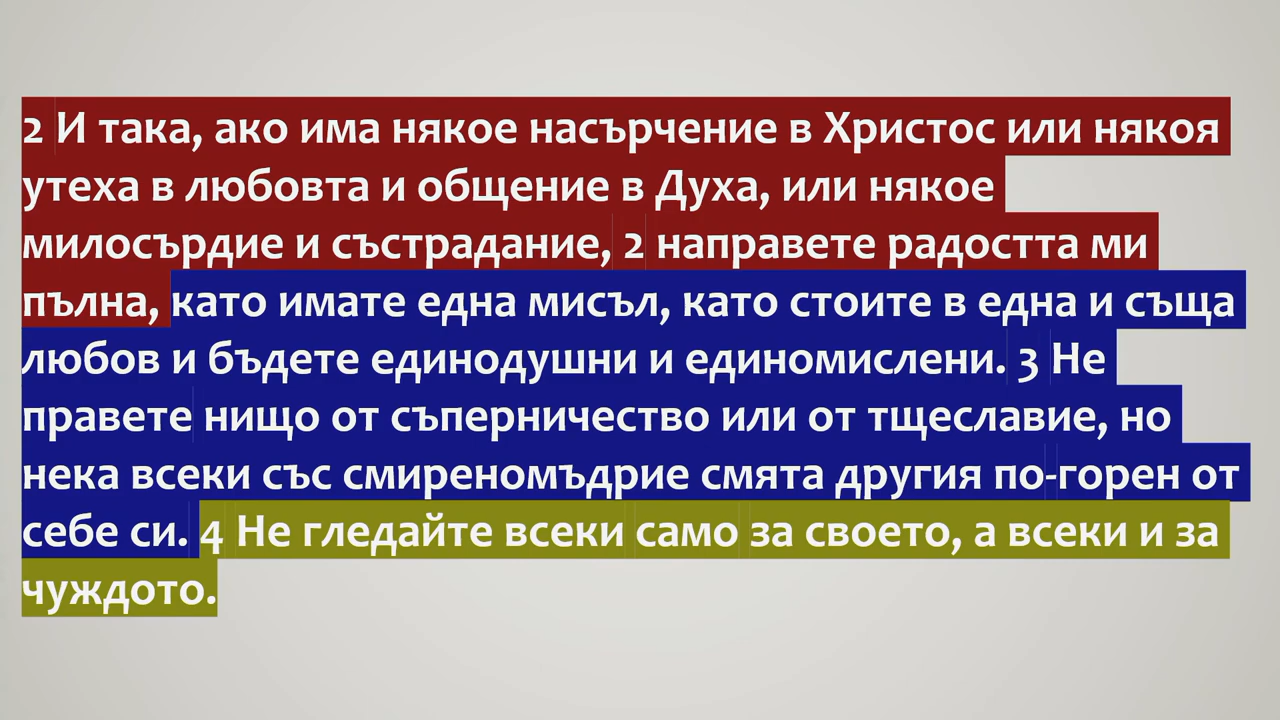 2 И така, ако има някое насърчение в Христос или някоя
утеха в любовта и общение в Духа, или някое
милосърдие и състрадание, 2 направете радостта ми
пълна, като имате една мисъл, като стоите в една и съща
любов и бъдете единодушни и единомислени. 3 Не
правете нищо от съперничество или от тщеславие, но
нека всеки със смиреномъдрие смята другия по-горен от
себе си. 4 Не гледайте всеки само за своето, а всеки и за
чуждото.